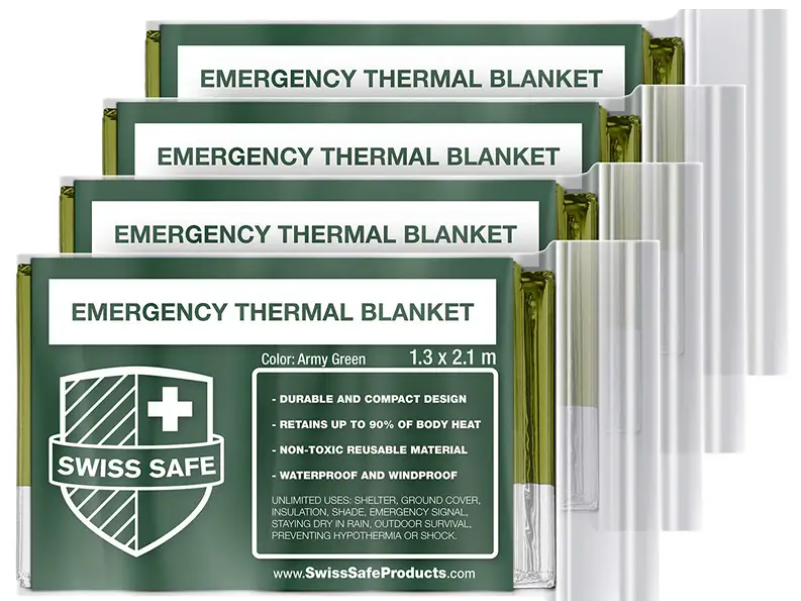 EMERGENCY THERMAL BLANKET
EMERGENCY THERMAL BLANKET
EMERGENCY THERMAL BLANKET
EMERGENCY THERMAL BLANKET
Color: Army Green 1.3 x 2.1 m
- DURABLE AND COMPACT DESIGN
- RETAINS UP TO 90% OF BODY HEAT
- NON-TOXIC REUSABLE MATERIAL
- WATERPROOF AND WINDPROOF
SWISS SAFE
UNLIMITED USES: SHELTER, GROUND COVER,
INSULATION, SHADE, EMERGENCY SIGNAL,
STAYING DRY IN RAIN, OUTDOOR SURVIVAL,
PREVENTING HYPOTHERMIA OR SHOCK.
www.SwissSafeProducts.com